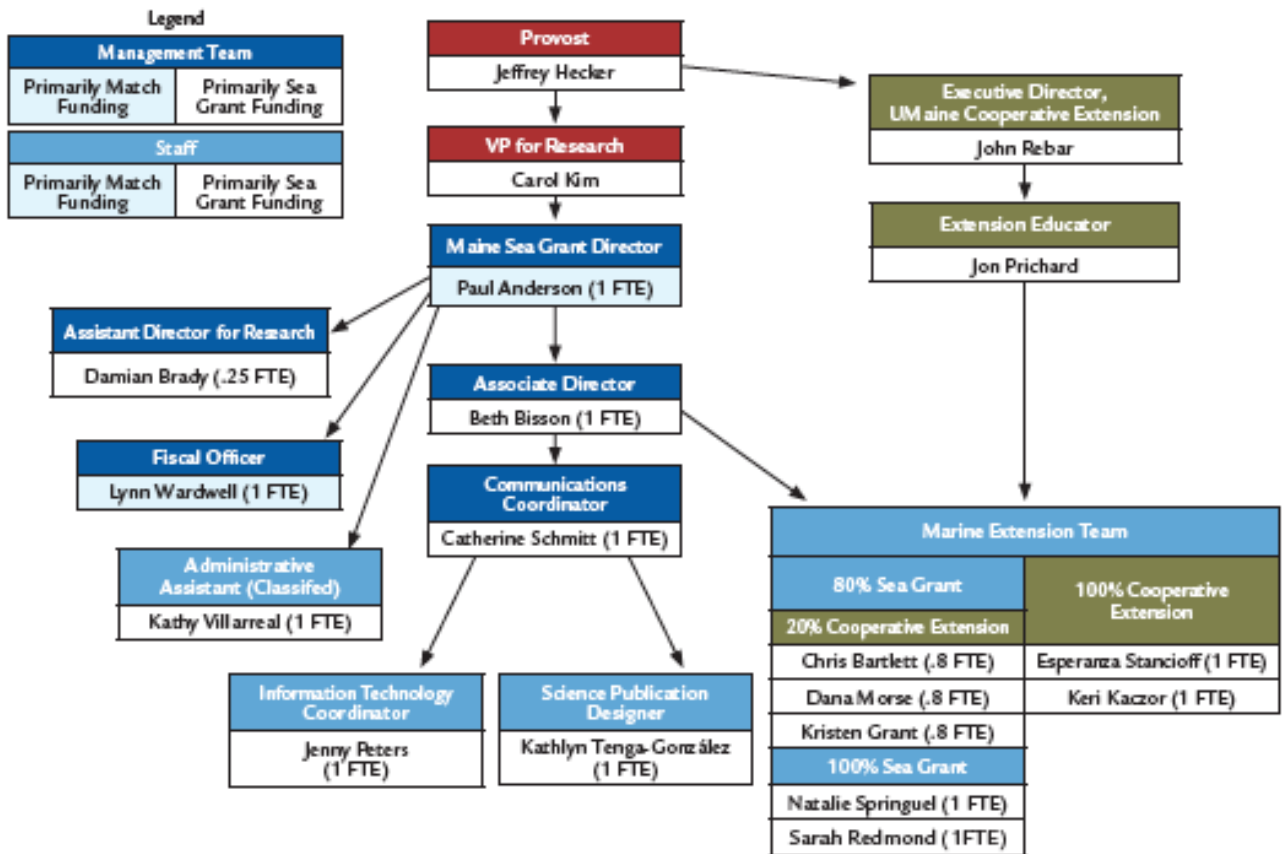 Legend
Management Team
Primarily Match
Funding
Primarily Sea
Grant Funding
Staff
Primarily Match
Funding
Primarily Sea
Grant Funding
Provost
Jeffrey Hecker
VP for Research
Carol Kim
Executive Director,
UMaine Cooperative Extension
John Rebar
Extension Educator
Jon Prichard
Maine Sea Grant Director
Paul Anderson (1 FTE)
Assistant Director for Research
Damian Brady (.25 FTE)
Associate Director
Beth Bisson (1 FTE)
Fiscal Officer
Lynn Wardwell (1 FTE)
Communications
Coordinator
Catherine Schmitt (1 FTE)
Administrative
Assistant (Classifed)
Kathy Villarreal (1 FTE)
Information Technology
Coordinator
Jenny Peters
(1 FTE)
Science Publication
Designer
Kathlyn Tenga-González
(1 FTE)
Marine Extension Team
80% Sea Grant
20% Cooperative Extension
Chris Bartlett (.8 FTE)
Dana Morse (.8 FTE)
Kristen Grant (.8 FTE)
100% Sea Grant
Natalie Springuel (1 FTE)
Sarah Redmond (1FTE)
100% Cooperative
Extension
Esperanza Stancioff (1 FTE)
Keri Kaczor (1 FTE)